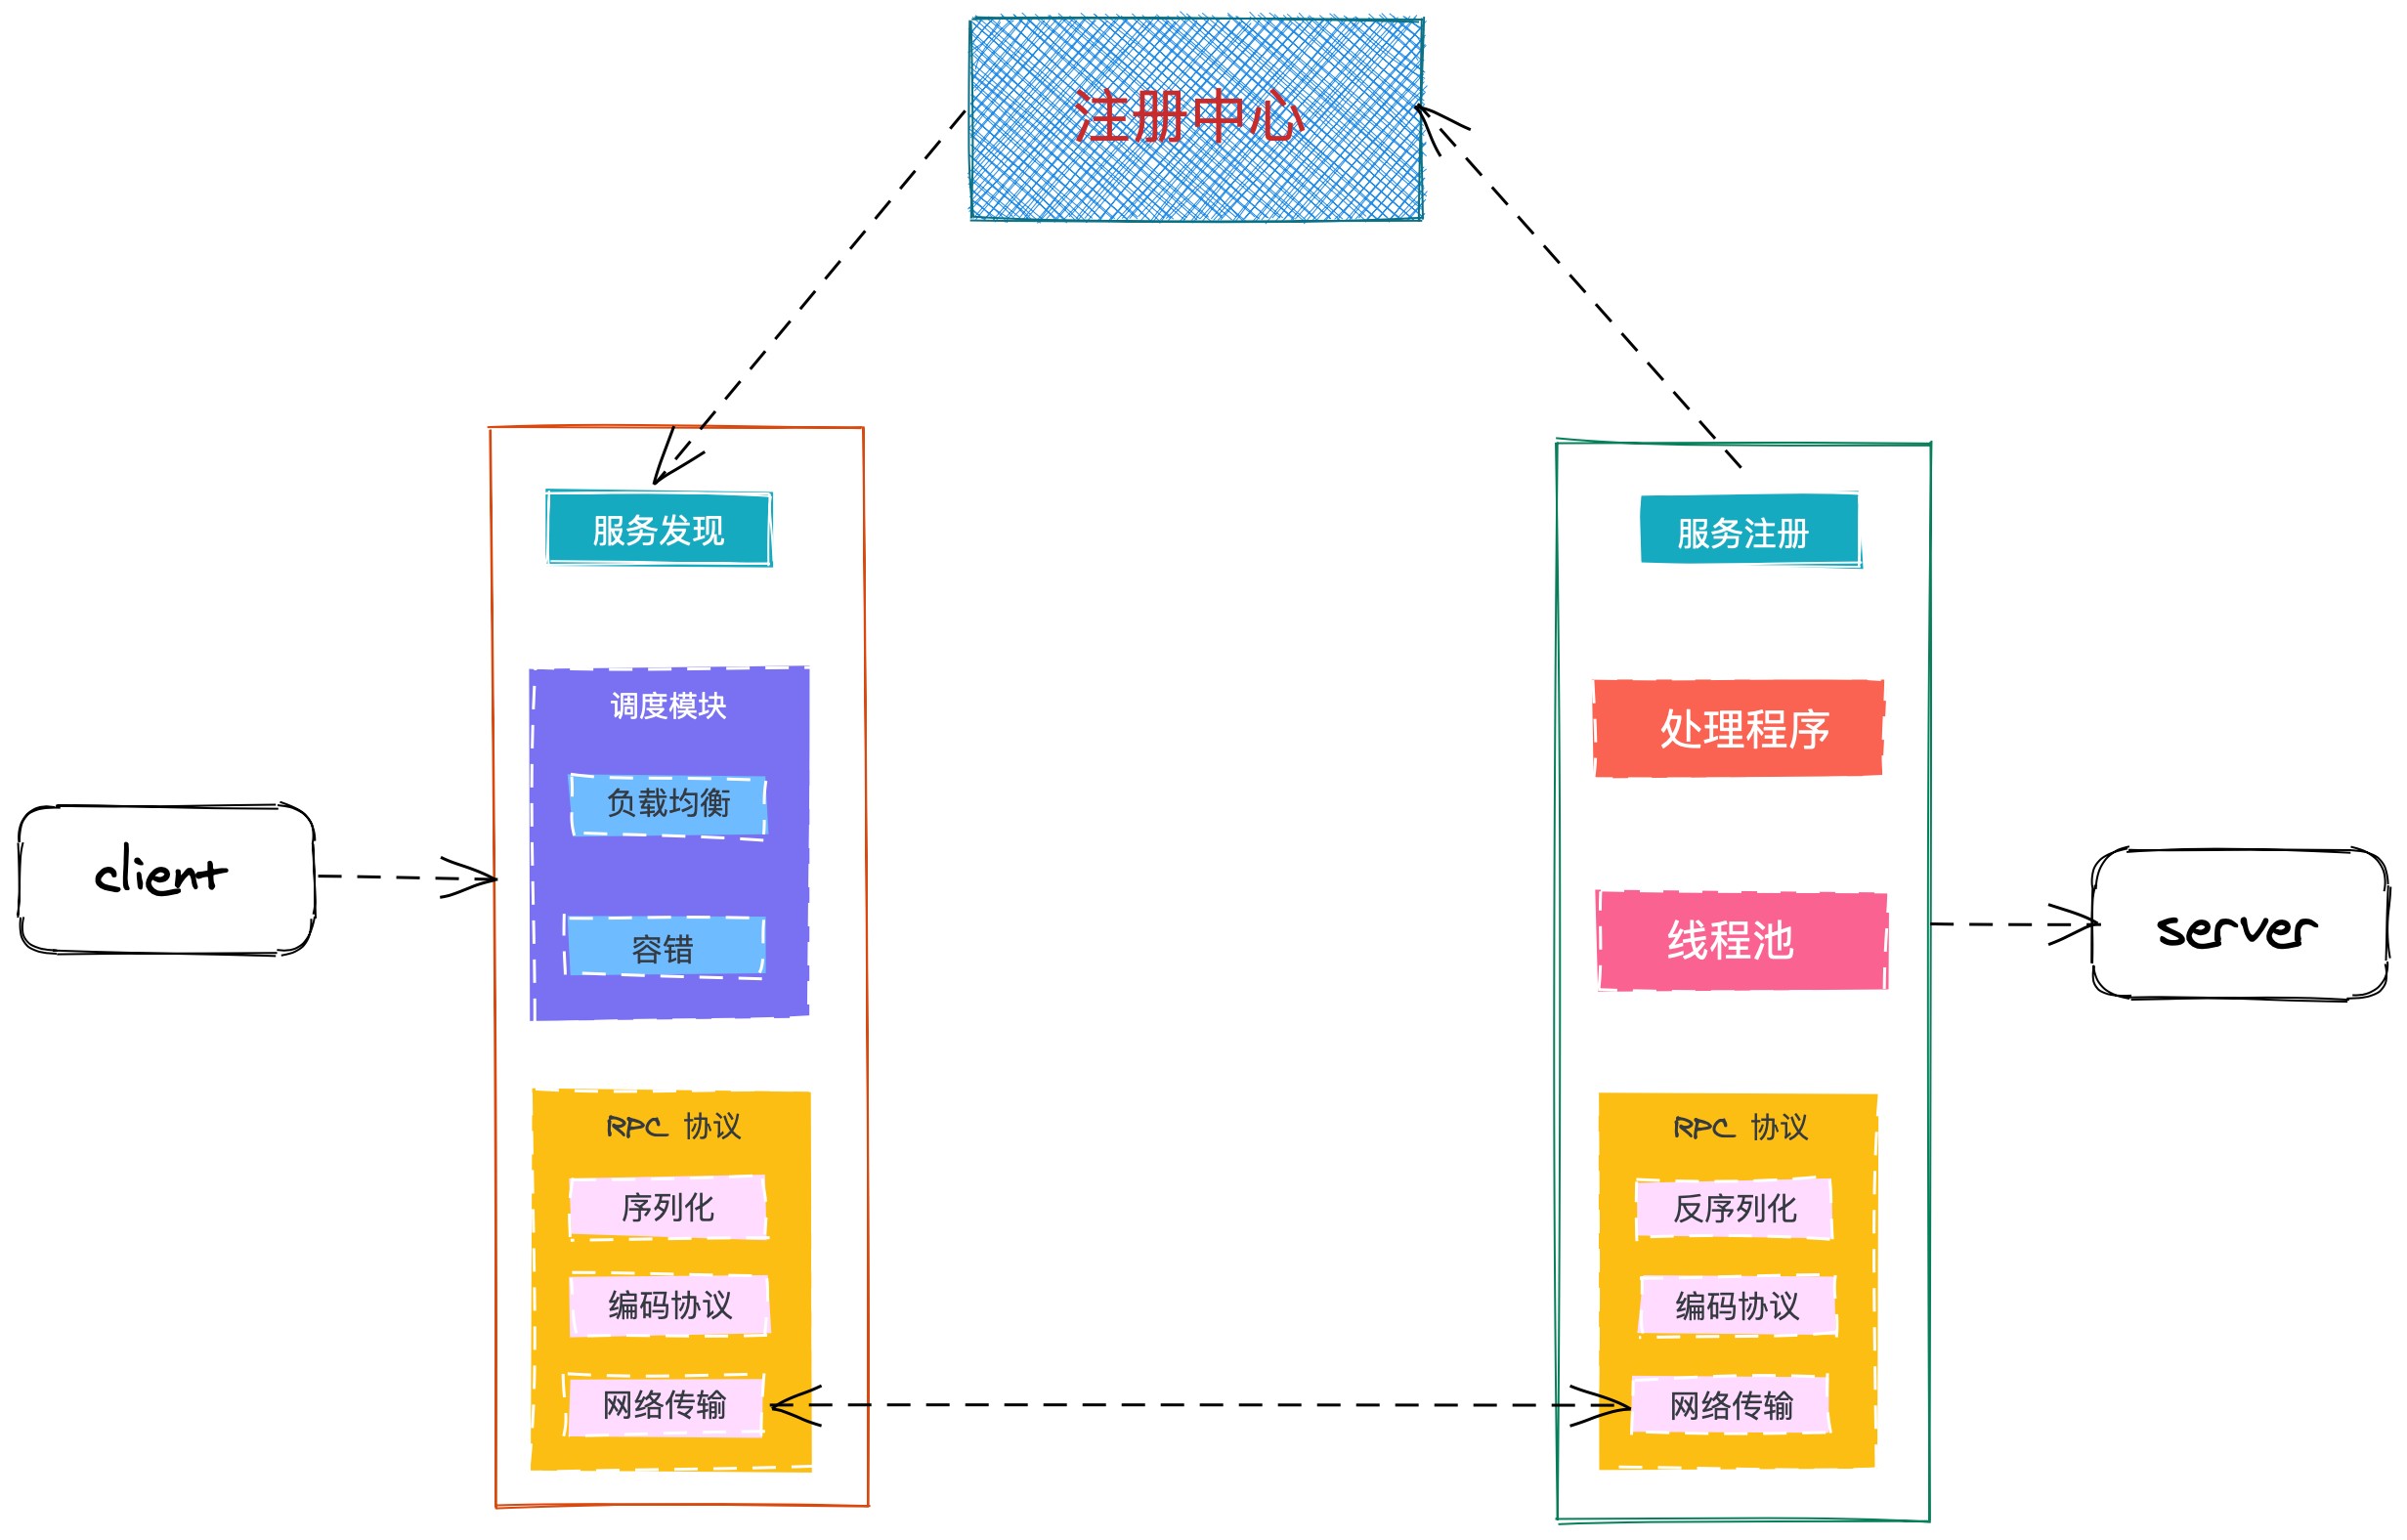 注册中心
服务发现
服务注册
调度模块
处理程序
负载均衡
client
线程池
server
容错
RPC 协议
RPC 协议
序列化
反序列化
编码协议
编码协议
网络传输
网络传输